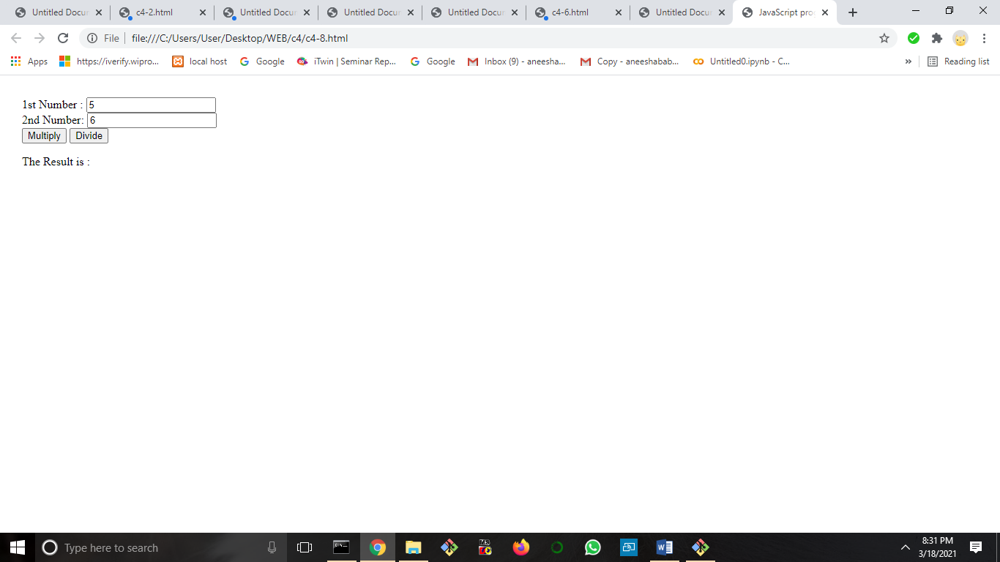 Untitled Docu c4-2.html Untitled Docu Untitled Docu Untitled Docu c4-6.html Untitled Docu JavaScript pro
File file:///C:/Users/User/Desktop/WEB/c4/c4-8.html
Apps https://iverify.wipro... local host Google iTwin | Seminar Rep... Google Inbox (9) - aneesha... Copy - aneeshabab... Untitled0.ipynb - C... » Reading list
1st Number : 5
2nd Number: 6
Multiply Divide
The Result is :
Type here to search
8:31 PM
3/18/2021